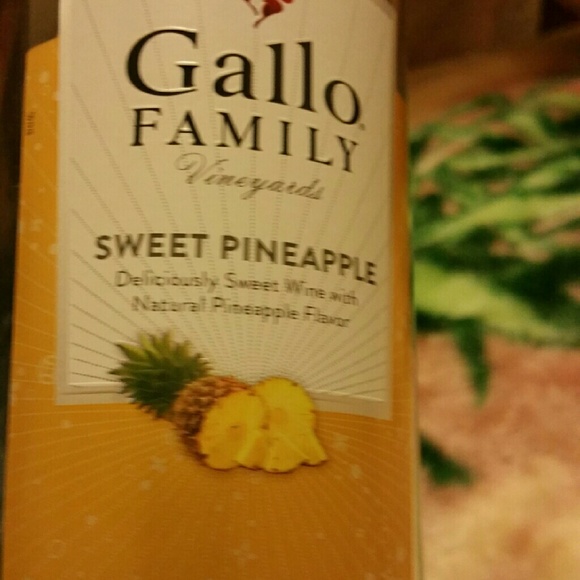 Gallo
FAMILY
Vineyards
SWEET PINEAPPLE
Deliciously Sweet Wine with
Natural Pineapple Flavor